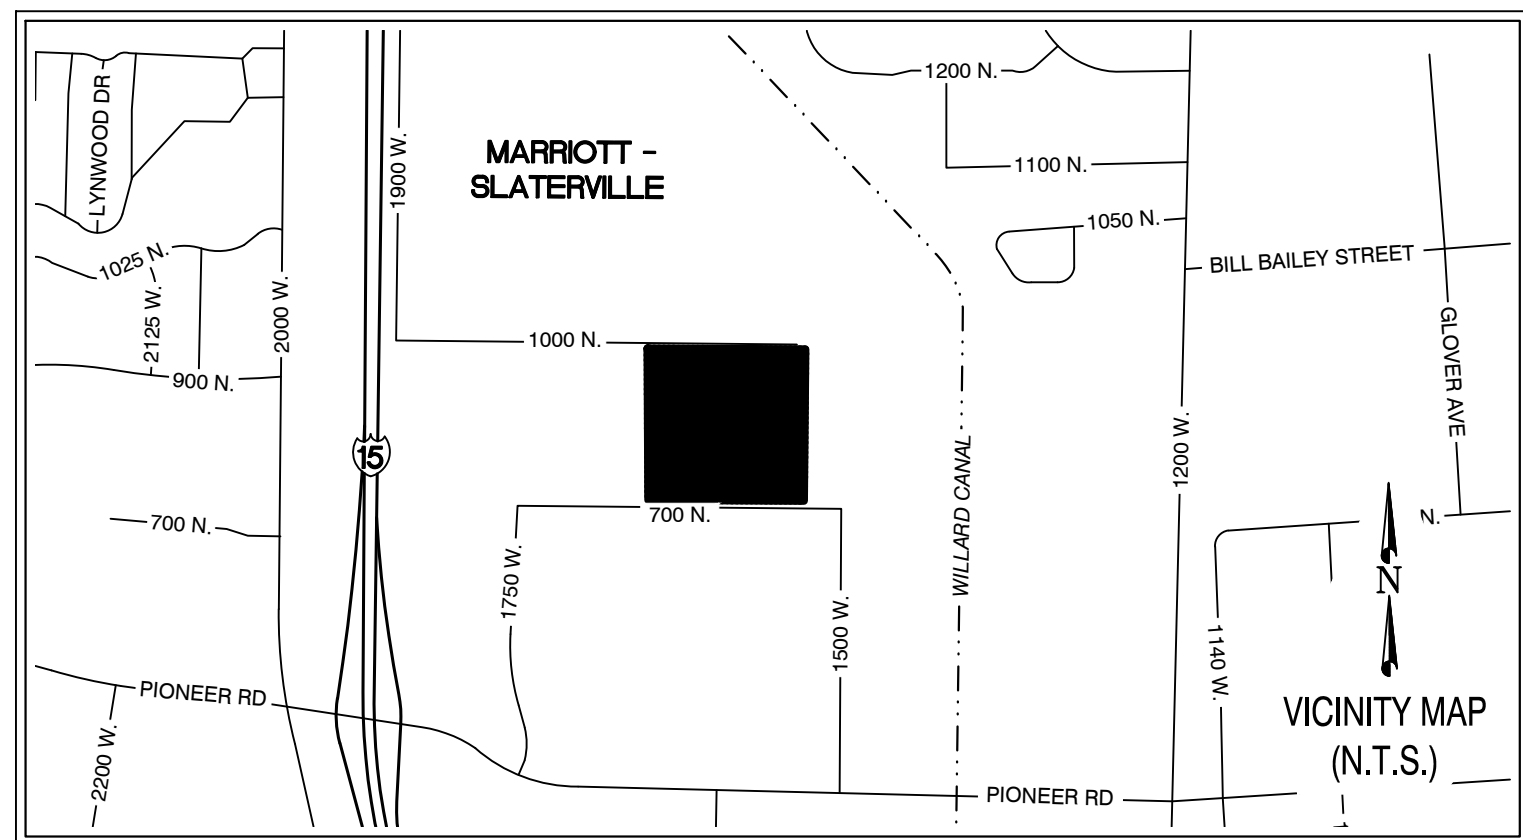 LYNWOOD DR
1200 N.
1900 W.
MARRIOTT -
SLATERVILLE
1100 N.
1050 N.
1025 N.
BILL BAILEY STREET
2125 W.
2000 W.
1000 N.
GLOVER AVE
900 N.
15
1200 W.
WILLARD CANAL
700 N.
700 N.
N.
1750 W.
N
1500 W.
1140 W.
PIONEER RD
VICINITY MAP
(N.T.S.)
2200 W.
PIONEER RD